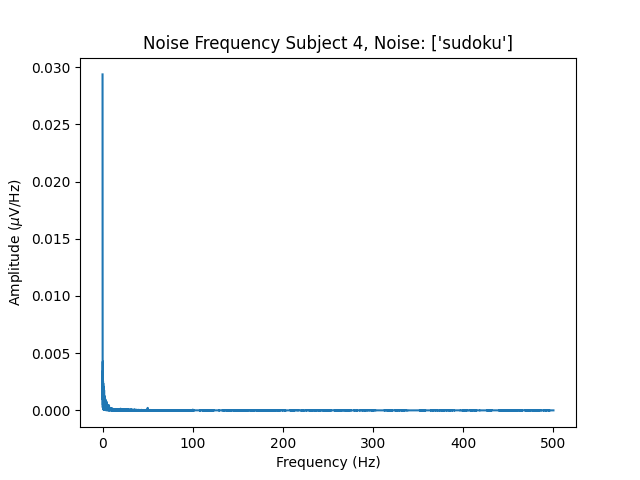 Noise Frequency Subject 4, Noise: ['sudoku']
0.030
0.025
0.020
0.015
0.010
0.005
0.000
Amplitude (μV/Hz)
0 100 200 300 400 500
Frequency (Hz)